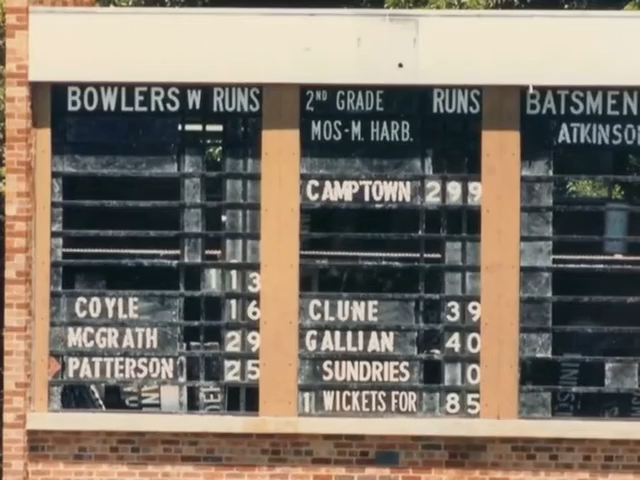 BOWLERS W RUNS
13
COYLE 16
MCGRATH 29
PATTERSON 25
2ND GRADE RUNS
MOS-M. HARB.
CAMPTOWN 299
CLUNE 39
GALLIAN 40
SUNDRIES 0
1 WICKETS FOR 85
BATSMEN
ATKINSO